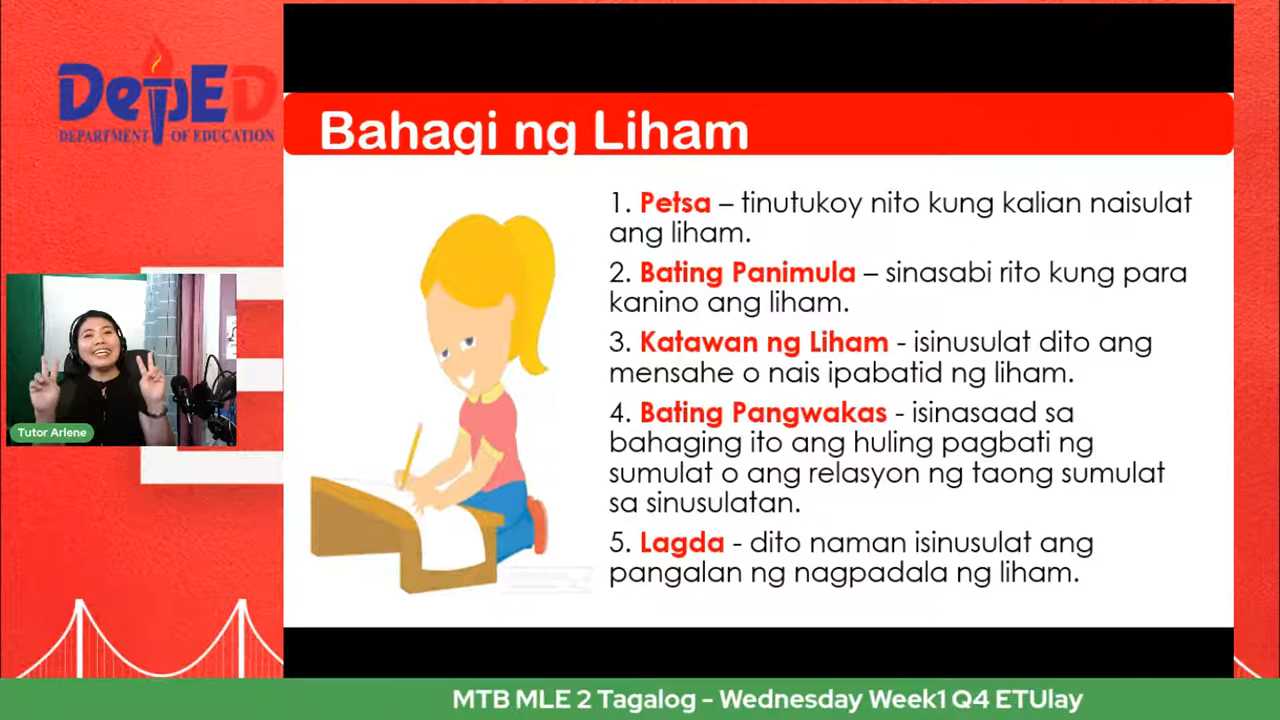 DepED
DEPARTMENT OF EDUCATION
Bahagi ng Liham
1. Petsa – tinutukoy nito kung kalian naisulat
ang liham.
2. Bating Panimula – sinasabi rito kung para
kanino ang liham.
3. Katawan ng Liham - isinusulat dito ang
mensahe o nais ipabatid ng liham.
4. Bating Pangwakas - isinasaad sa
bahaging ito ang huling pagbati ng
sumulat o ang relasyon ng taong sumulat
sa sinusulatan.
5. Lagda - dito naman isinusulat ang
pangalan ng nagpadala ng liham.
Tutor Arlene
MTB MLE 2 Tagalog - Wednesday Week1 Q4 ETUlay